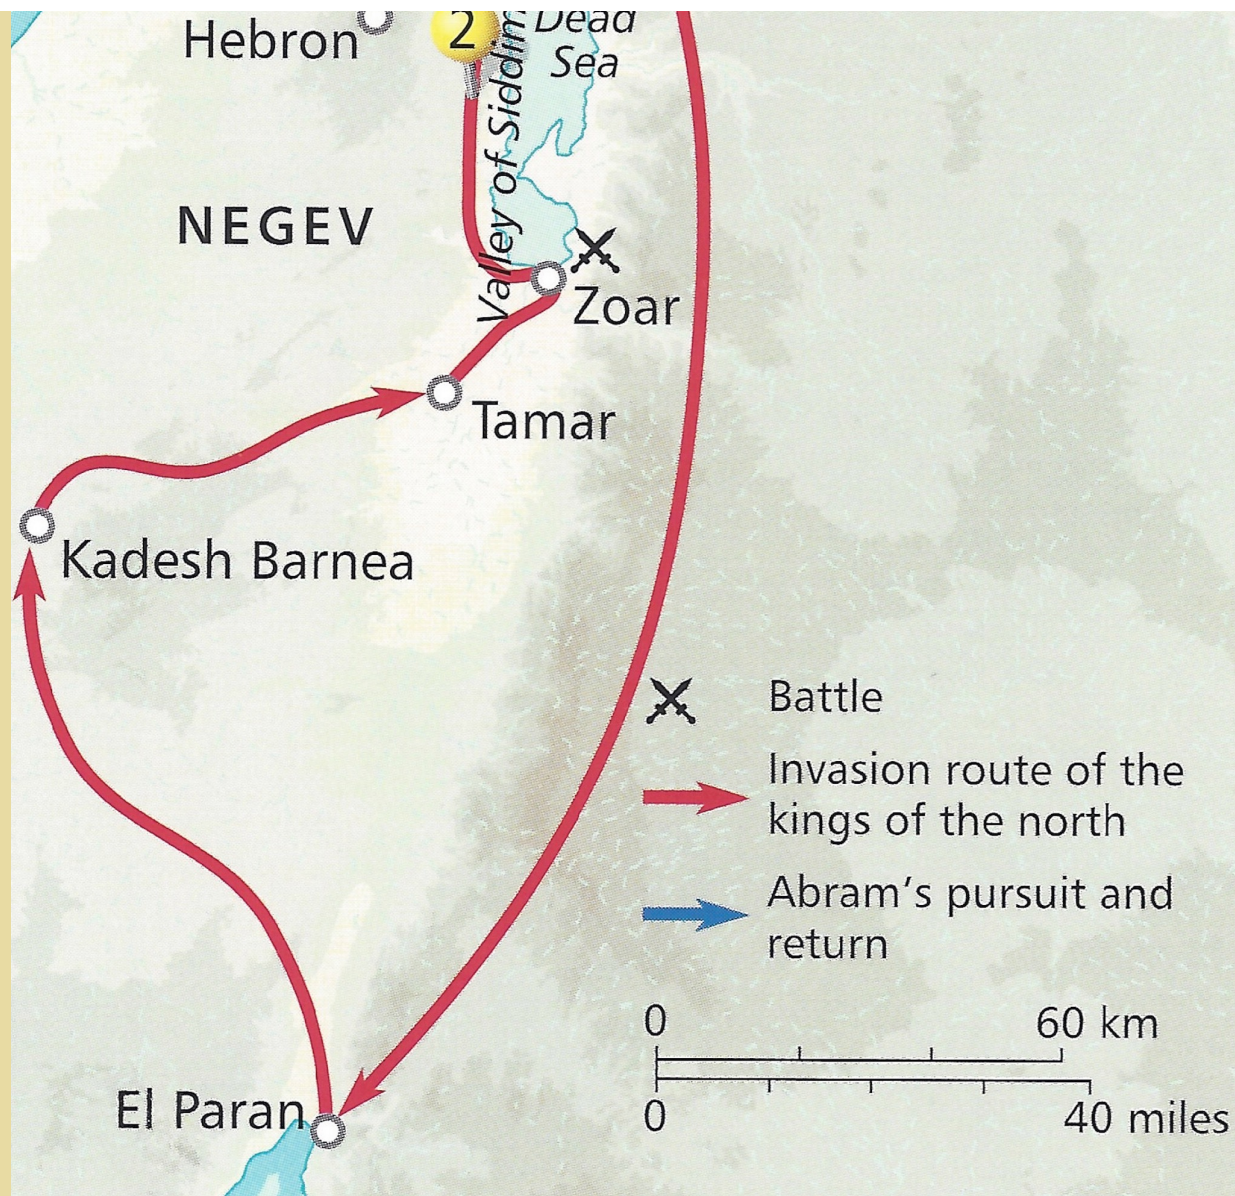 Hebron
2
Dead
Sea
Valley of Siddim
NEGEV
Zoar
Tamar
Kadesh Barnea
Battle
Invasion route of the
kings of the north
Abram's pursuit and
return
0 60 km
0 40 miles
El Paran